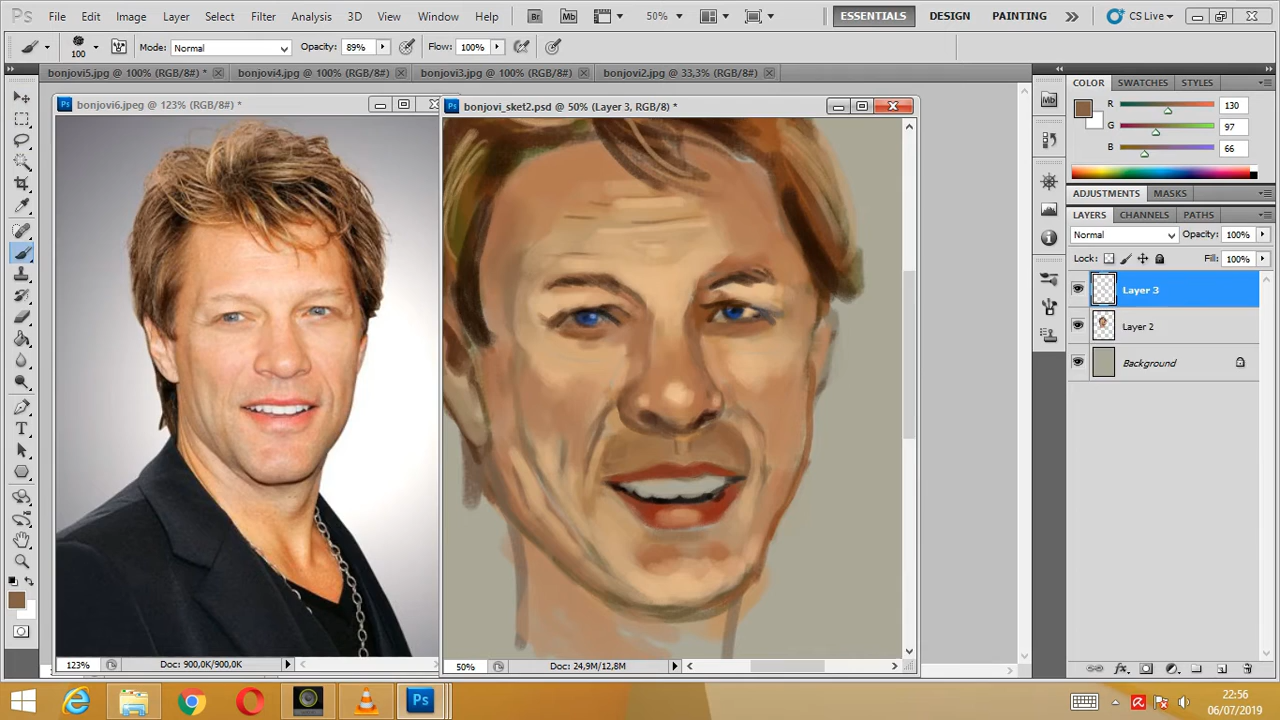 Ps File Edit Image Layer Select Filter Analysis 3D View Window Help Br Mb 50% ESSENTIALS DESIGN PAINTING CS Live
100 Mode: Normal Opacity: 89% Flow: 100%
bonjovi5.jpg @ 100% (RGB/8#) * bonjovi4.jpg @ 100% (RGB/8#) bonjovi3.jpg @ 100% (RGB/8#) bonjovi2.jpg @ 33,3% (RGB/8#)
bonjovi6.jpeg @ 123% (RGB/8#) *
bonjovi_sket2.psd @ 50% (Layer 3, RGB/8) *
123% Doc: 900,0K/900,0K
50% Doc: 24,9M/12,8M
Mb
COLOR SWATCHES STYLES
R 130
G 97
B 66
ADJUSTMENTS MASKS
LAYERS CHANNELS PATHS
Normal Opacity: 100%
Lock: Fill: 100%
Layer 3
Layer 2
Background
Ps
22:56
06/07/2019